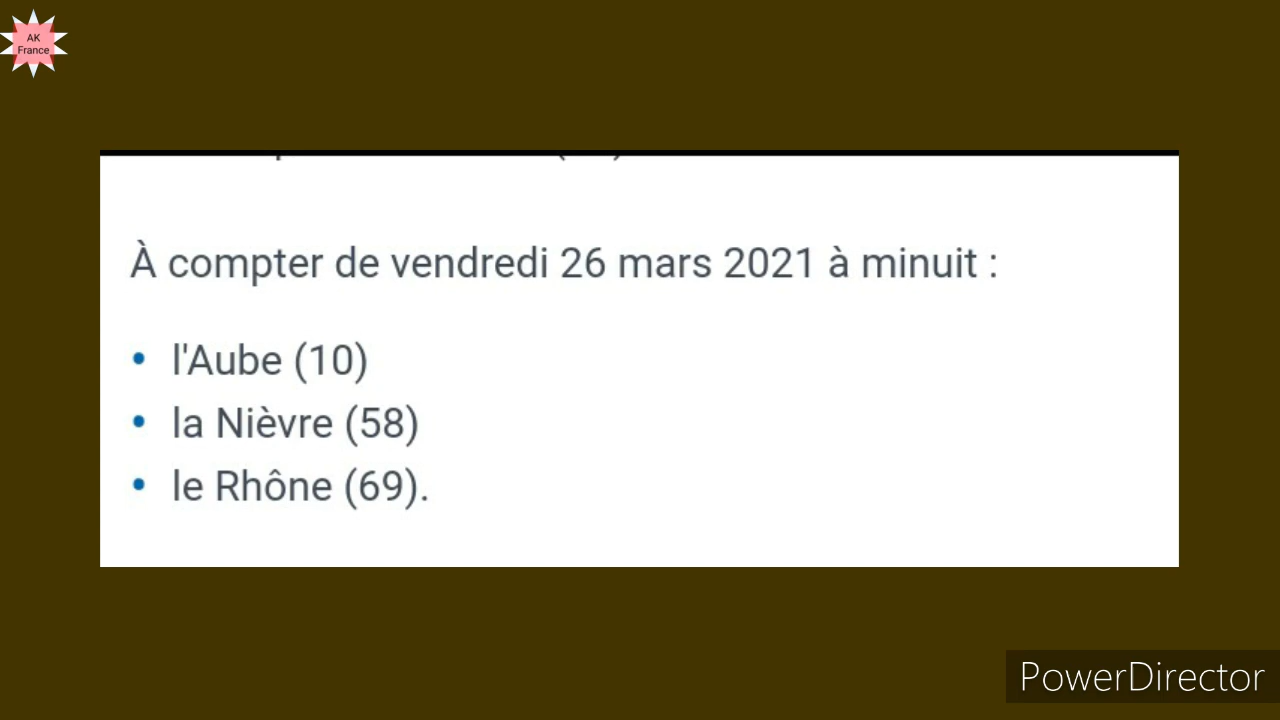 AK
France
À compter de vendredi 26 mars 2021 à minuit :
• l'Aube (10)
• la Nièvre (58)
• le Rhône (69).
PowerDirector